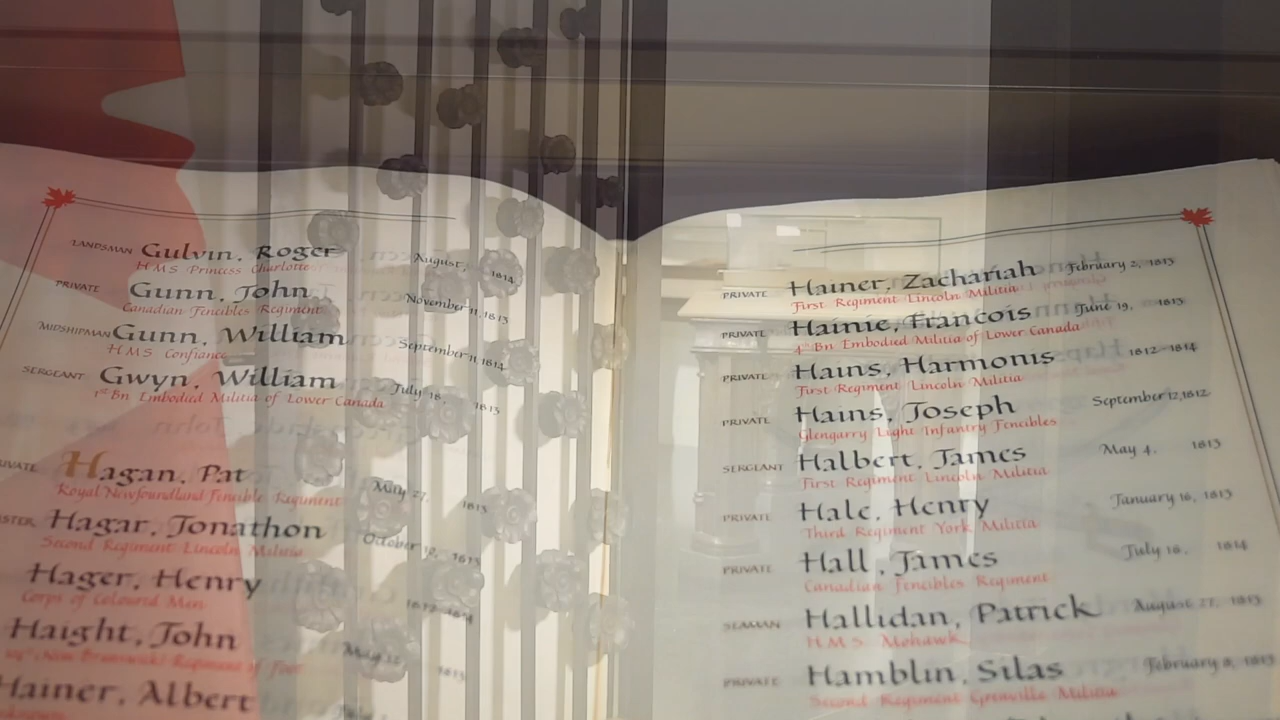 LANDSMAN Gulvin, Roger August, 1814
HMS Princess Charlotte
PRIVATE Gunn, John November 11, 1813
Canadian Fencibles Regiment
MIDSHIPMAN Gunn, William September 11, 1814
HMS Confiance
SERGEANT Gwyn, William July 18, 1813
1st Bn Embodied Militia of Lower Canada
Hagan, Pat May 27, 1813
Royal Newfoundland Fencible Regiment
Hagar, Jonathon October 12, 1813
Second Regiment Lincoln Militia
Hager, Henry 1812-1814
Corps of Coloured Men
Haight, John May 1813
(New Brunswick) Regiment of Foot
Hainer, Albert
PRIVATE Hainer, Zachariah February 2, 1813
First Regiment Lincoln Militia
PRIVATE Hainie, Francois June 19, 1813
4th Bn Embodied Militia of Lower Canada
PRIVATE Hains, Harmonis 1812-1814
First Regiment Lincoln Militia
PRIVATE Hains, Joseph September 12, 1812
Glengarry Light Infantry Fencibles
SERGEANT Halbert, James May 4, 1813
First Regiment Lincoln Militia
PRIVATE Hale, Henry January 16, 1813
Third Regiment York Militia
PRIVATE Hall, James July 18, 1814
Canadian Fencibles Regiment
SEAMAN Hallidan, Patrick August 27, 1813
HMS Mohawk
PRIVATE Hamblin, Silas February 8, 1813
Second Regiment Grenville Militia